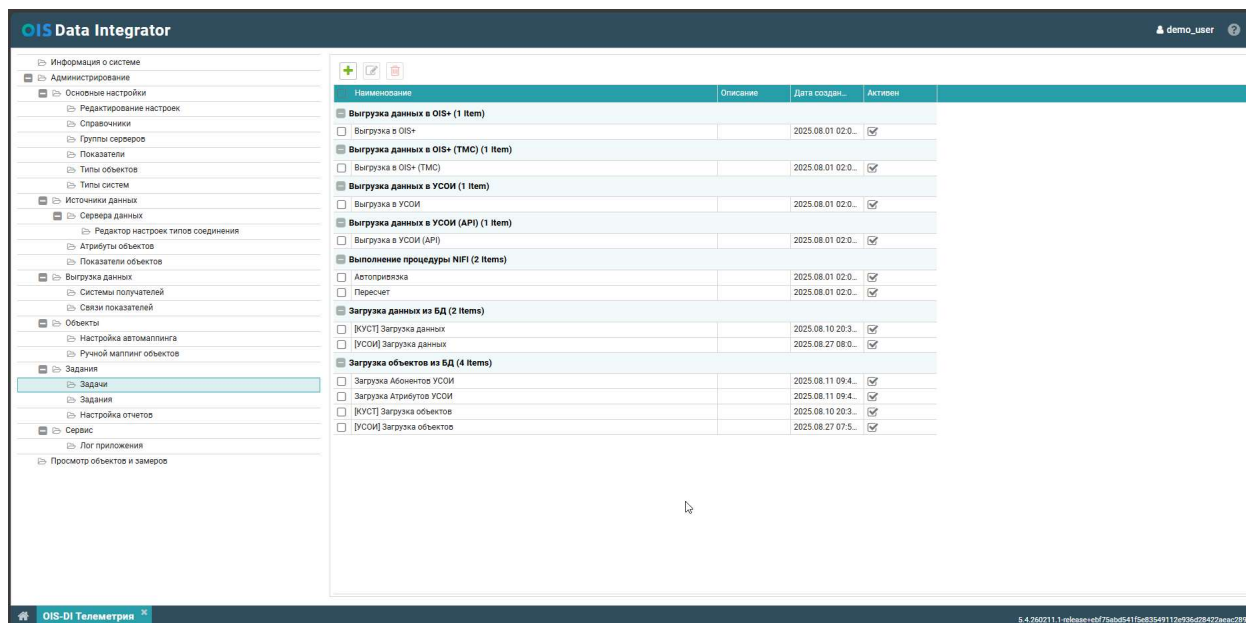 OIS Data Integrator
demo_user
Информация о системе
Администрирование
Основные настройки
Редактирование настроек
Справочники
Группы серверов
Показатели
Типы объектов
Типы систем
Источники данных
Сервера данных
Редактор настроек типов соединения
Атрибуты объектов
Показатели объектов
Выгрузка данных
Системы получателей
Связи показателей
Объекты
Настройка автомаппинга
Ручной маппинг объектов
Задания
Задачи
Задания
Настройка отчетов
Сервис
Лог приложения
Просмотр объектов и замеров
Наименование Описание Дата создан... Активен
Выгрузка данных в OIS+ (1 Item)
Выгрузка в OIS+ 2025.08.01 02:0...
Выгрузка данных в OIS+ (ТМС) (1 Item)
Выгрузка в OIS+ (ТМС) 2025.08.01 02:0...
Выгрузка данных в УСОИ (1 Item)
Выгрузка в УСОИ 2025.08.01 02:0...
Выгрузка данных в УСОИ (API) (1 Item)
Выгрузка в УСОИ (API) 2025.08.01 02:0...
Выполнение процедуры NIFI (2 Items)
Автопривязка 2025.08.01 02:0...
Пересчет 2025.08.01 02:0...
Загрузка данных из БД (2 Items)
[КУСТ] Загрузка данных 2025.08.10 20:3...
[УСОИ] Загрузка данных 2025.08.27 08:0...
Загрузка объектов из БД (4 Items)
Загрузка Абонентов УСОИ 2025.08.11 09:4...
Загрузка Атрибутов УСОИ 2025.08.11 09:4...
[КУСТ] Загрузка объектов 2025.08.10 20:3...
[УСОИ] Загрузка объектов 2025.08.27 07:5...
OIS-DI Телеметрия